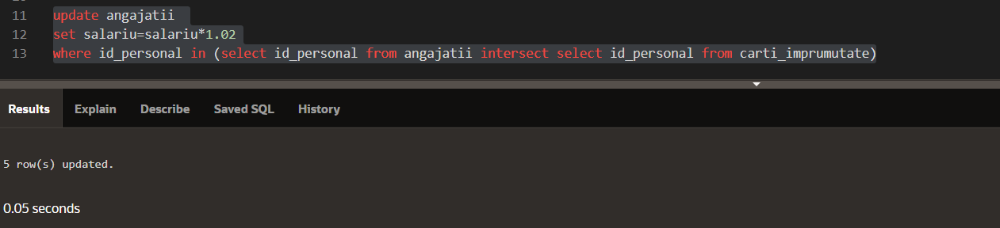 11 update angajatii
12 set salariu=salariu*1.02
13 where id_personal in (select id_personal from angajatii intersect select id_personal from carti_imprumutate)
Results Explain Describe Saved SQL History
5 row(s) updated.
0.05 seconds